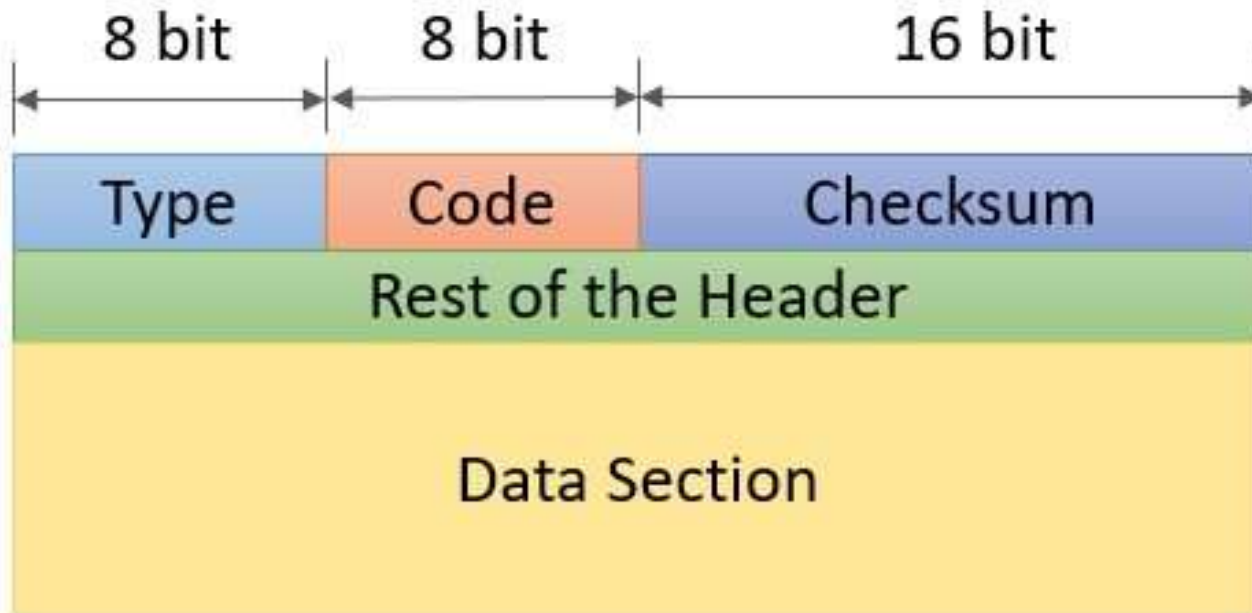 8 bit 8 bit 16 bit
Type Code Checksum
Rest of the Header
Data Section